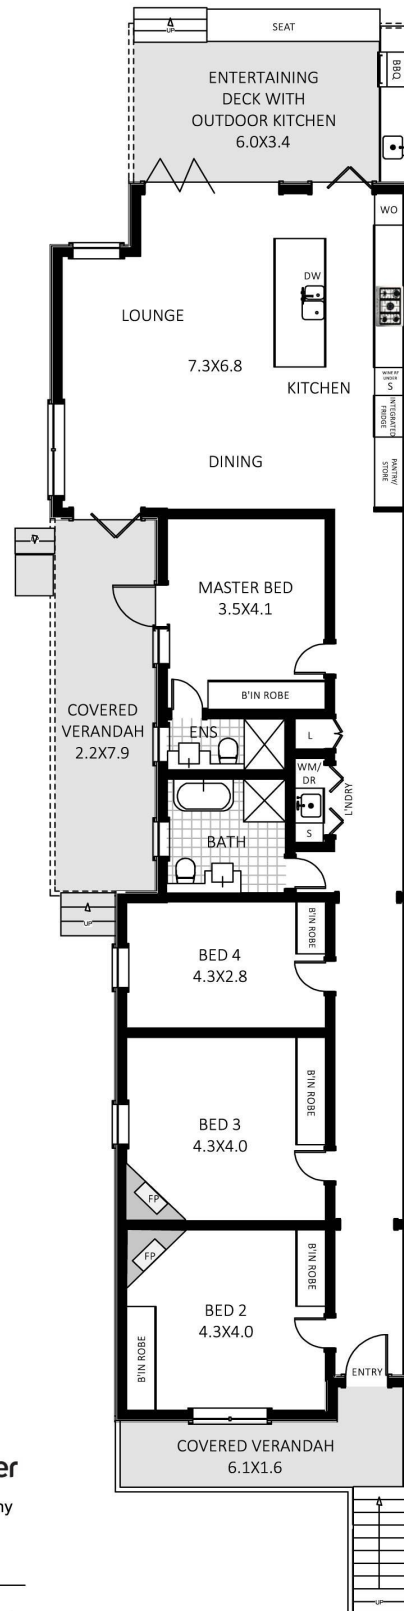 UP
SEAT
BBQ
ENTERTAINING
DECK WITH
OUTDOOR KITCHEN
6.0X3.4
WO
DW
LOUNGE
7.3X6.8
KITCHEN
WINE RF
UNDER
S
INTEGRATED
FRIDGE
DINING
PANTRY/
STORE
MASTER BED
3.5X4.1
B'IN ROBE
COVERED
VERANDAH
2.2X7.9
ENS
L
WM/
DR
L'NDRY
S
BATH
UP
B'IN ROBE
BED 4
4.3X2.8
B'IN ROBE
BED 3
4.3X4.0
FP
FP
B'IN ROBE
BED 2
4.3X4.0
B'IN ROBE
ENTRY
COVERED VERANDAH
6.1X1.6
er
ny
UP